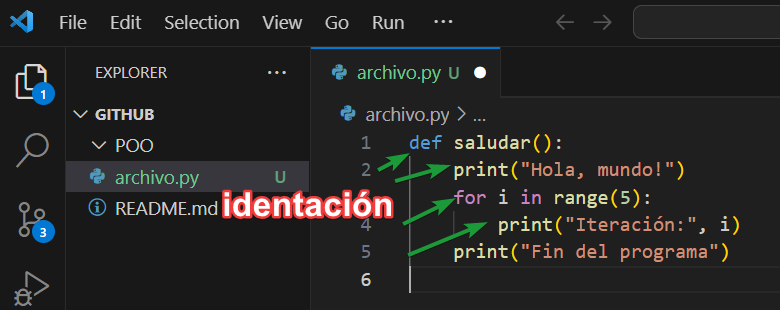 File Edit Selection View Go Run ...
EXPLORER ...
archivo.py U
GITHUB
archivo.py > ...
POO
1 def saludar():
archivo.py U
2 print("Hola, mundo!")
README.md
identación
3 for i in range(5):
4 print("Iteración:", i)
5 print("Fin del programa")
6
1
3